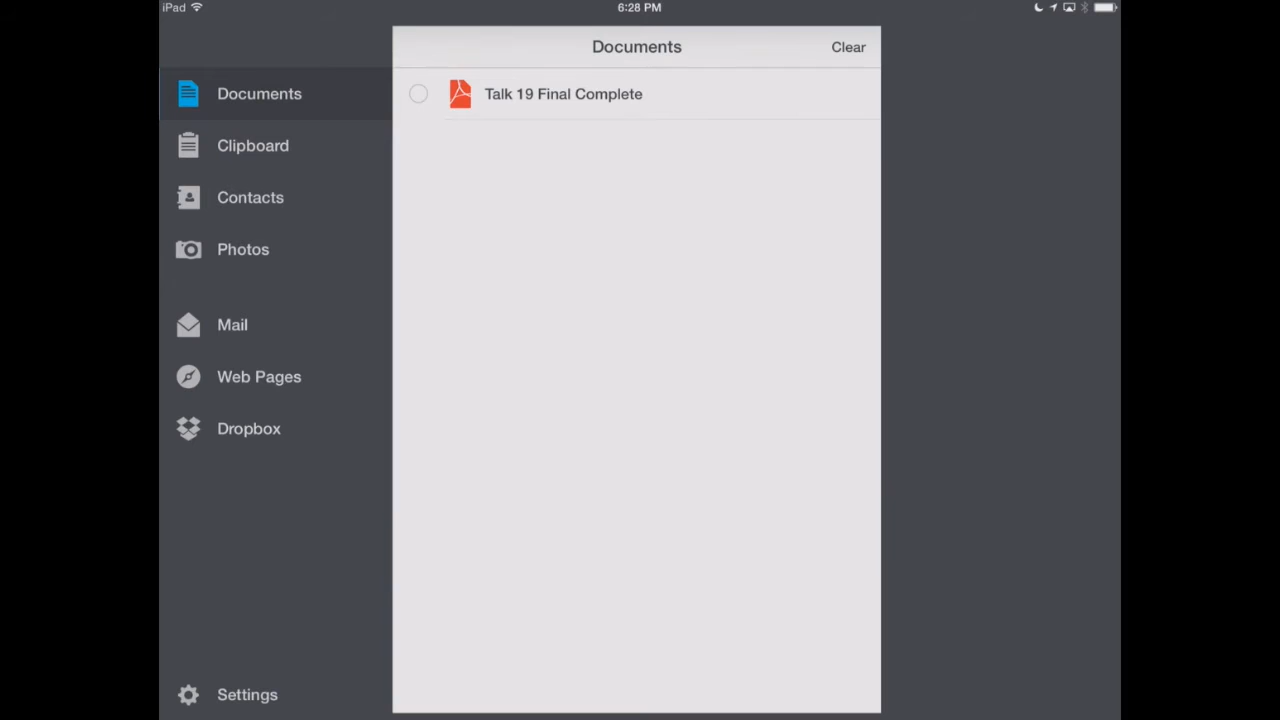 iPad
6:28 PM
Documents
Clipboard
Contacts
Photos
Mail
Web Pages
Dropbox
Settings
Documents
Clear
Talk 19 Final Complete